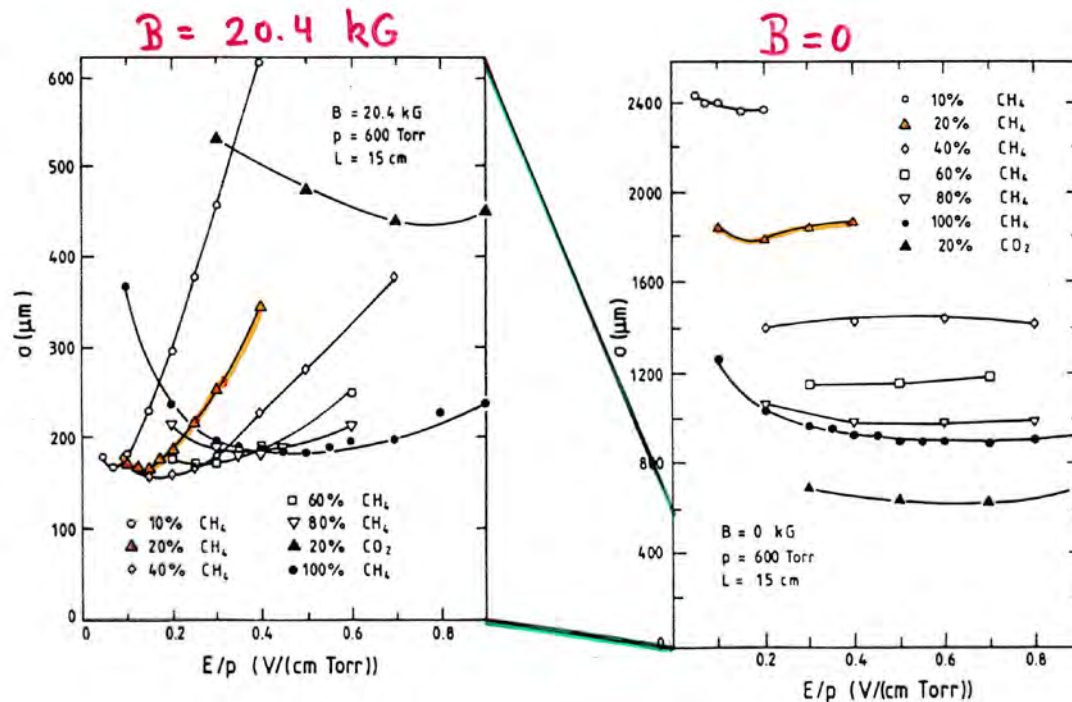 B = 20.4 kG
B=0
600
500
400
300
200
100
0
σ (μm)
B = 20.4 kG
p = 600 Torr
L = 15 cm
○ 10% CH₄
△ 20% CH₄
◇ 40% CH₄
□ 60% CH₄
▽ 80% CH₄
▲ 20% CO₂
● 100% CH₄
0 0.2 0.4 0.6 0.8
E/p (V/(cm Torr))
2400
2000
1600
1200
800
400
0
σ (μm)
○ 10% CH₄
△ 20% CH₄
◇ 40% CH₄
□ 60% CH₄
▽ 80% CH₄
● 100% CH₄
▲ 20% CO₂
B = 0 kG
p = 600 Torr
L = 15 cm
0.2 0.4 0.6 0.8
E/p (V/(cm Torr))